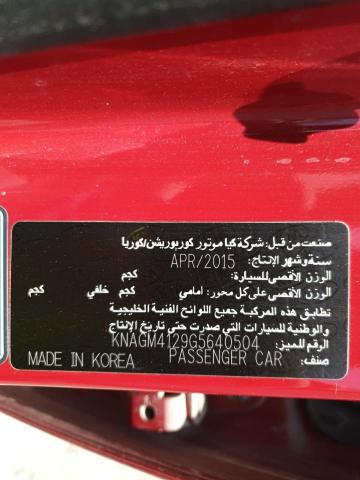 صنعت من قبل: شركة كيا موتور كوربوريشن/كوريا
سنة وشهر الإنتاج: APR/2015
الوزن الأقصى للسيارة: كجم
الوزن الأقصى على كل محور: أمامي كجم خلفي كجم
تطابق هذه المركبة جميع اللوائح الفنية الخليجية
والوطنية للسيارات التي صدرت حتى تاريخ الإنتاج
الرقم المميز: KNAGM4129G5640504
صنف: PASSENGER CAR
MADE IN KOREA